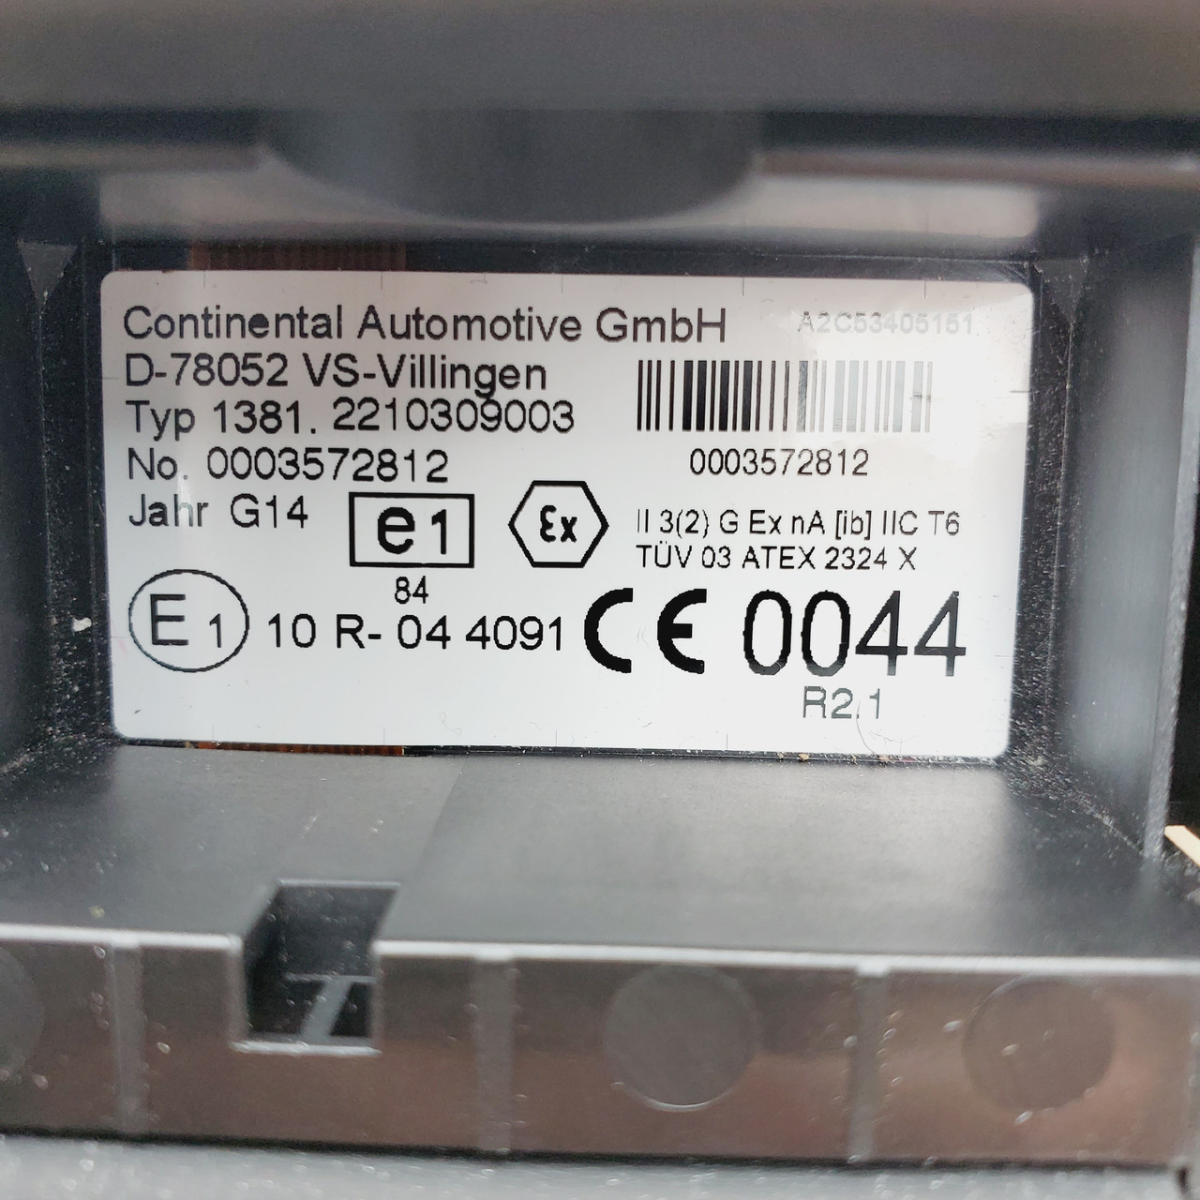 Continental Automotive GmbH A2C53405151
D-78052 VS-Villingen
Typ 1381. 2210309003
No. 0003572812 0003572812
Jahr G14 e1 Ex II 3(2) G Ex nA [ib] IIC T6
TÜV 03 ATEX 2324 X
84
E1 10 R- 04 4091 CE 0044
R2.1